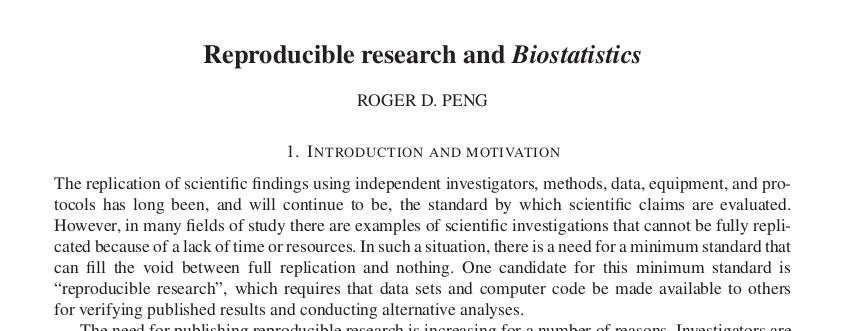 Reproducible research and Biostatistics
ROGER D. PENG
1. INTRODUCTION AND MOTIVATION
The replication of scientific findings using independent investigators, methods, data, equipment, and pro-
tocols has long been, and will continue to be, the standard by which scientific claims are evaluated.
However, in many fields of study there are examples of scientific investigations that cannot be fully repli-
cated because of a lack of time or resources. In such a situation, there is a need for a minimum standard that
can fill the void between full replication and nothing. One candidate for this minimum standard is
“reproducible research”, which requires that data sets and computer code be made available to others
for verifying published results and conducting alternative analyses.
The need for publishing reproducible research is increasing for a number of reasons. Investigators are